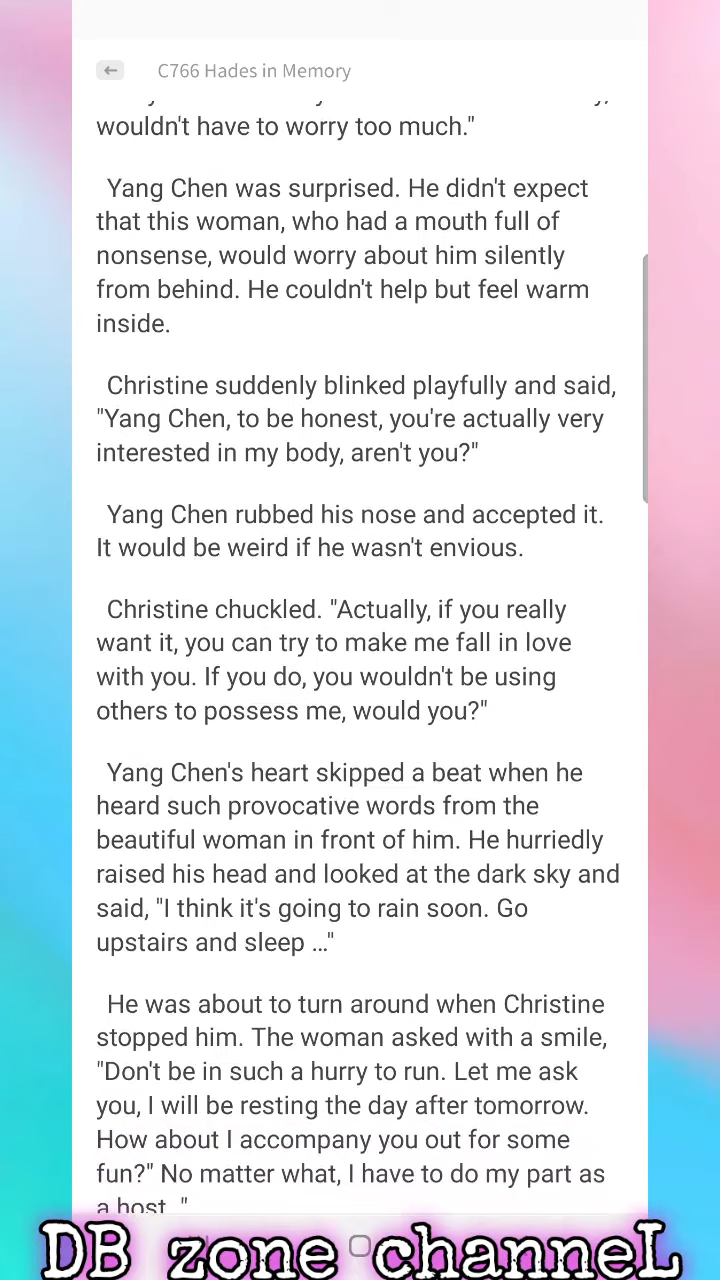 C766 Hades in Memory
wouldn't have to worry too much."
Yang Chen was surprised. He didn't expect
that this woman, who had a mouth full of
nonsense, would worry about him silently
from behind. He couldn't help but feel warm
inside.
Christine suddenly blinked playfully and said,
"Yang Chen, to be honest, you're actually very
interested in my body, aren't you?"
Yang Chen rubbed his nose and accepted it.
It would be weird if he wasn't envious.
Christine chuckled. "Actually, if you really
want it, you can try to make me fall in love
with you. If you do, you wouldn't be using
others to possess me, would you?"
Yang Chen's heart skipped a beat when he
heard such provocative words from the
beautiful woman in front of him. He hurriedly
raised his head and looked at the dark sky and
said, "I think it's going to rain soon. Go
upstairs and sleep ..."
He was about to turn around when Christine
stopped him. The woman asked with a smile,
"Don't be in such a hurry to run. Let me ask
you, I will be resting the day after tomorrow.
How about I accompany you out for some
fun?" No matter what, I have to do my part as
a host. "
DB zone channeL